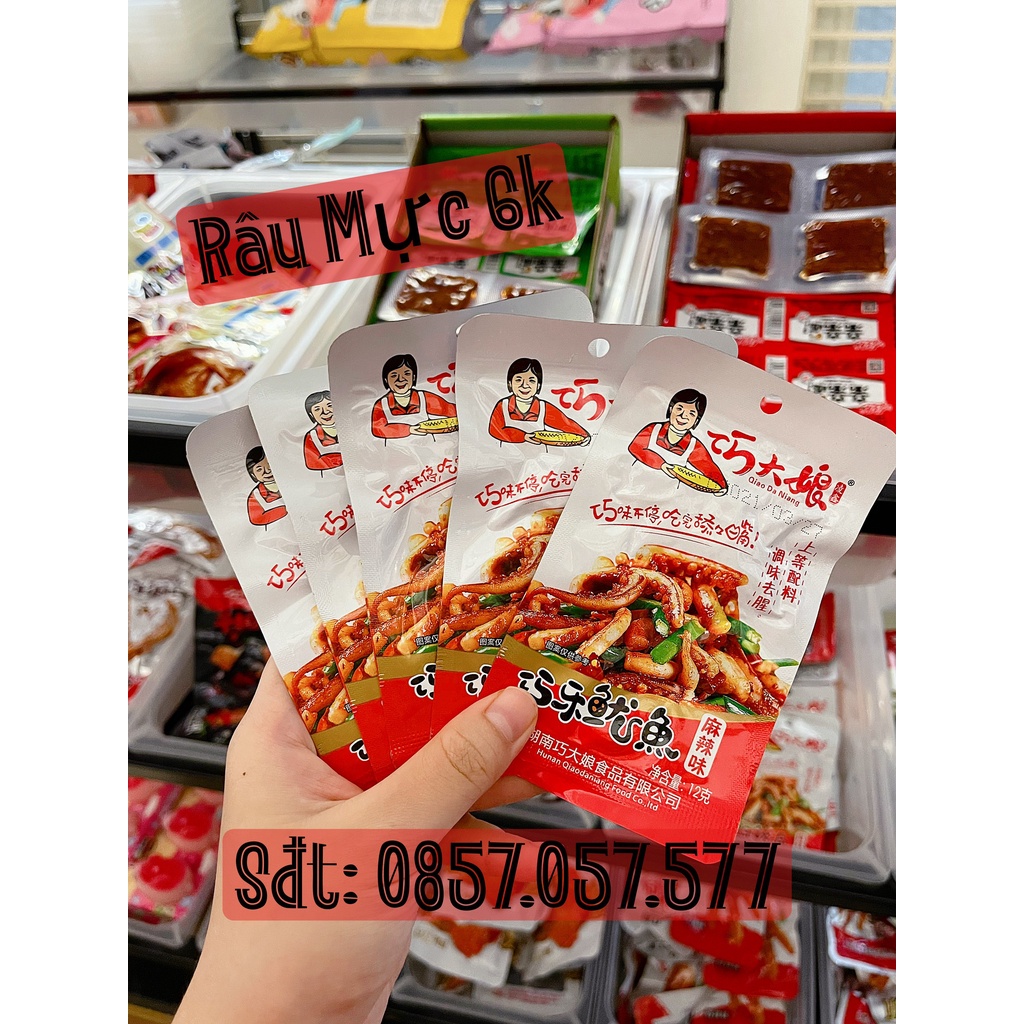 Râu Mực 6k
巧大娘®
Qiao Da Niang
021/03/27
巧味不停,吃完舔舔嘴!
上等配料
调味去腥
图案仅供参考
巧乐鱿鱼
麻辣味
湖南巧大娘食品有限公司
Hunan Qiaodaniang Food Co.,ltd
净含量: 12克
Sđt: 0857.057.577